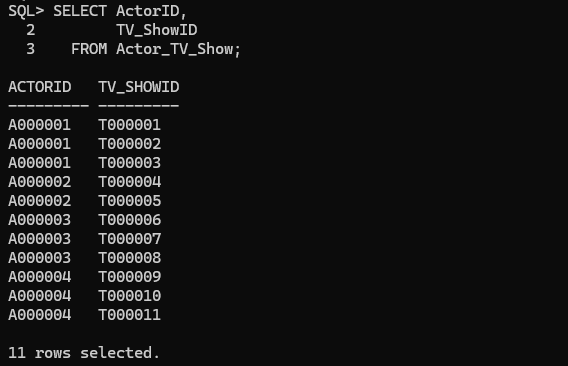 SQL> SELECT ActorID,
  2         TV_ShowID
  3    FROM Actor_TV_Show;
ACTORID   TV_SHOWID
--------- ---------
A000001   T000001
A000001   T000002
A000001   T000003
A000002   T000004
A000002   T000005
A000003   T000006
A000003   T000007
A000003   T000008
A000004   T000009
A000004   T000010
A000004   T000011
11 rows selected.